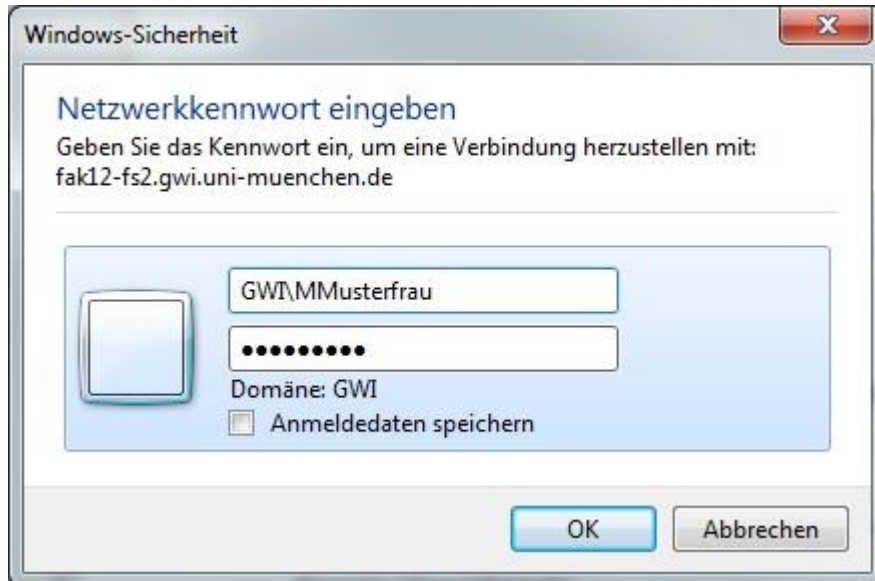 Windows-Sicherheit
Netzwerkkennwort eingeben
Geben Sie das Kennwort ein, um eine Verbindung herzustellen mit:
fak12-fs2.gwi.uni-muenchen.de
GWI\MMusterfrau
●●●●●●●●●
Domäne: GWI
Anmeldedaten speichern
OK
Abbrechen